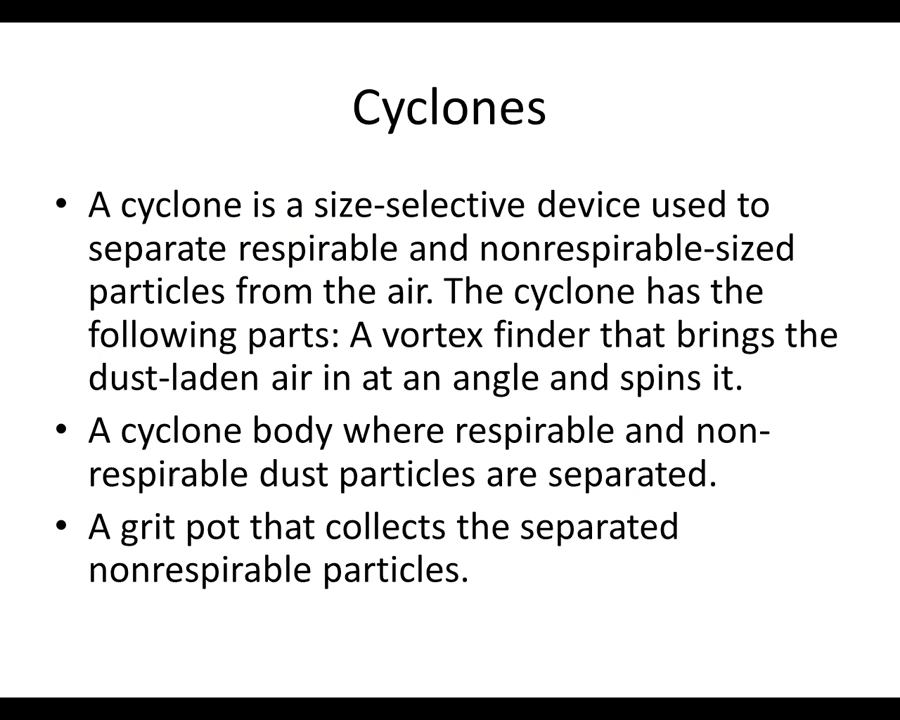 Cyclones
• A cyclone is a size-selective device used to
separate respirable and nonrespirable-sized
particles from the air. The cyclone has the
following parts: A vortex finder that brings the
dust-laden air in at an angle and spins it.
• A cyclone body where respirable and non-
respirable dust particles are separated.
• A grit pot that collects the separated
nonrespirable particles.